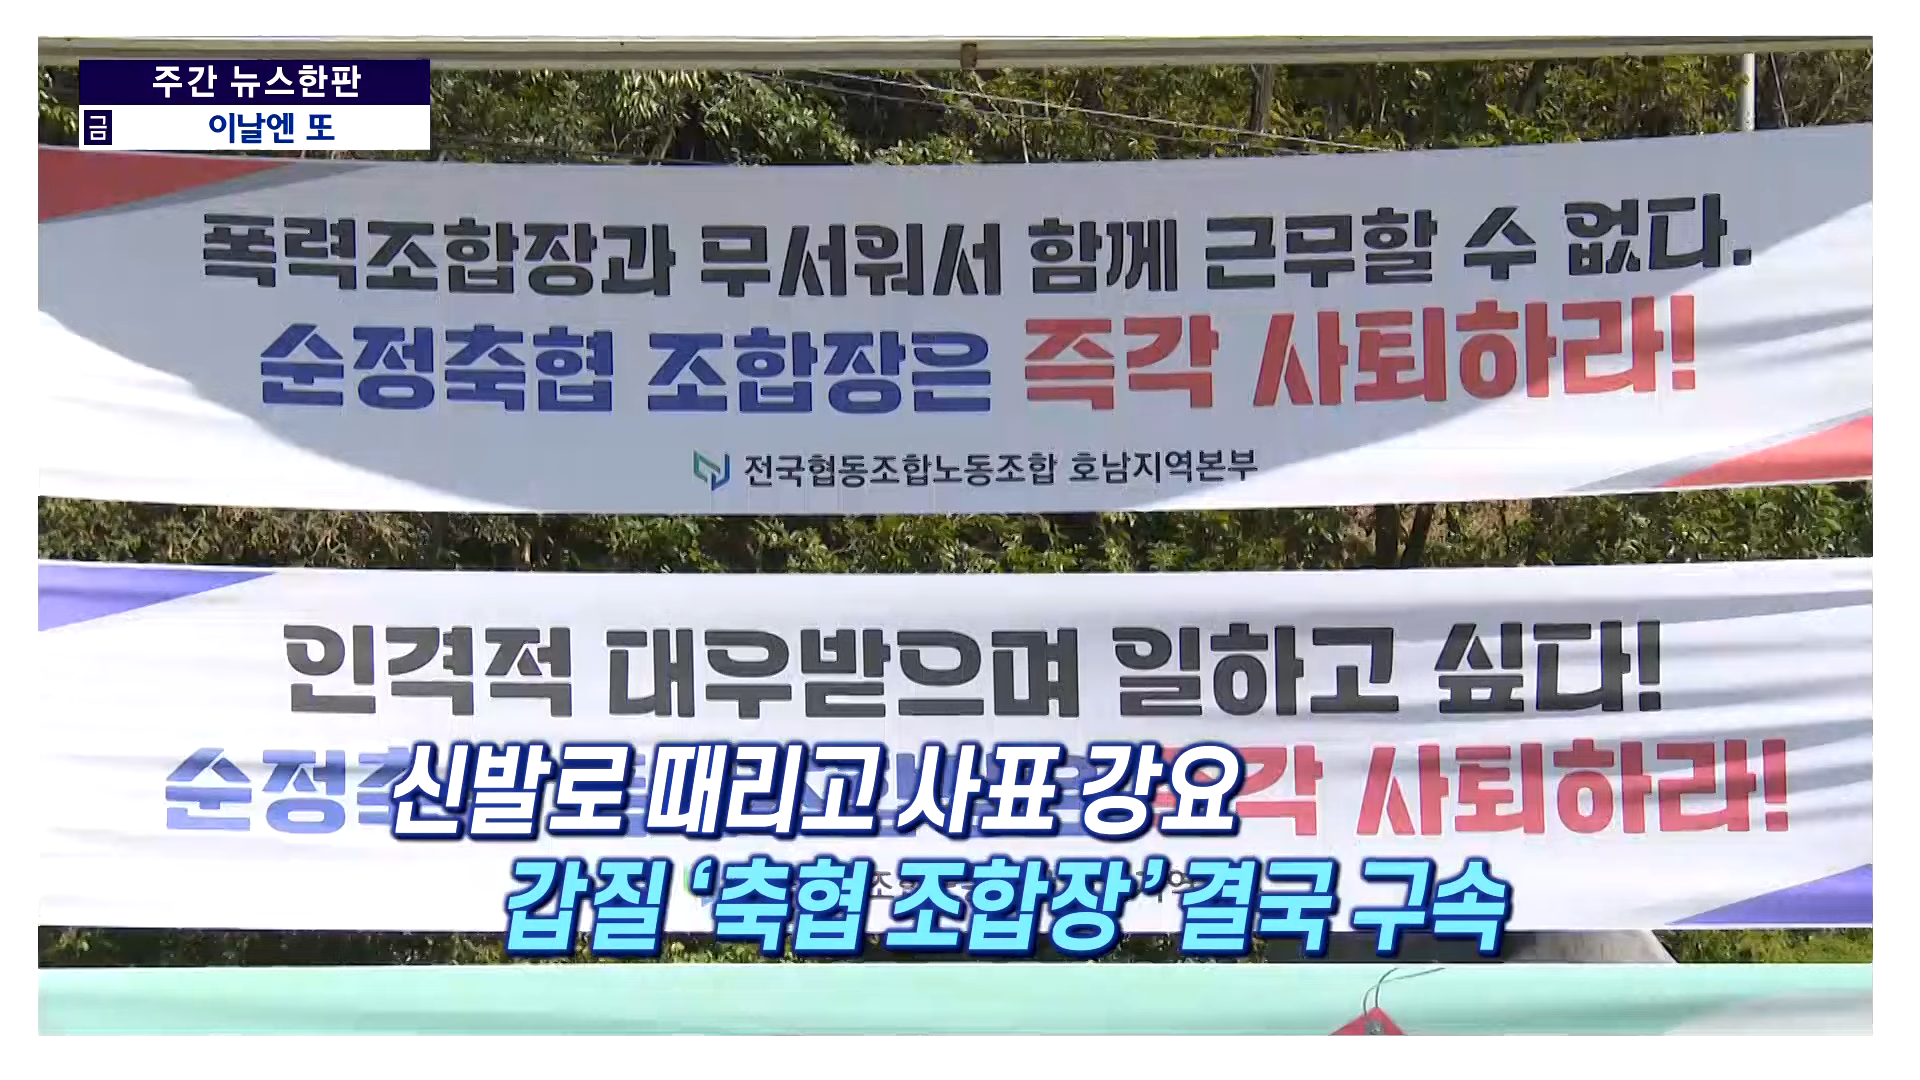 주간 뉴스한판
금 이날엔 또
폭력조합장과 무서워서 함께 근무할 수 없다.
순정축협 조합장은 즉각 사퇴하라!
전국협동조합노동조합 호남지역본부
인격적 대우받으며 일하고 싶다!
사퇴하라!
신발로 때리고 사표 강요
갑질 ‘축협 조합장’ 결국 구속